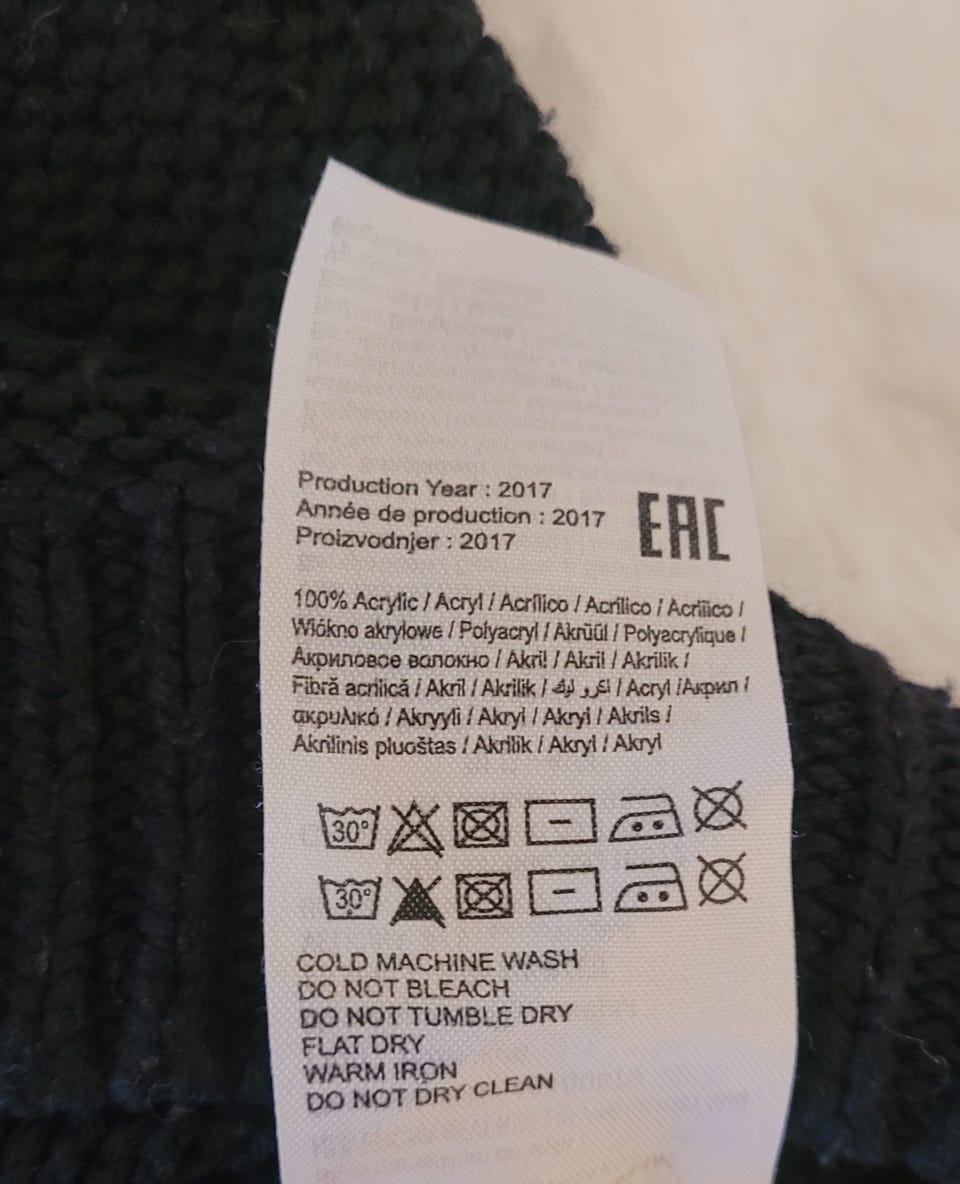 Production Year : 2017
Année de production : 2017
Proizvodnjer : 2017
EAC
100% Acrylic / Acryl / Acrílico / Acrílico / Acrilico /
Włókno akrylowe / Polyacryl / Akrüül / Polyacrylique /
Акриловое волокно / Akril / Akril / Akrilik /
Fibră acrilică / Akril / Akrilik / اكرو ليك / Acryl /Акрил /
ακρυλικό / Akryyli / Akryl / Akryl / Akrils /
Akrilinis pluoštas / Akrilik / Akryl / Akryl
30°
30°
COLD MACHINE WASH
DO NOT BLEACH
DO NOT TUMBLE DRY
FLAT DRY
WARM IRON
DO NOT DRY CLEAN